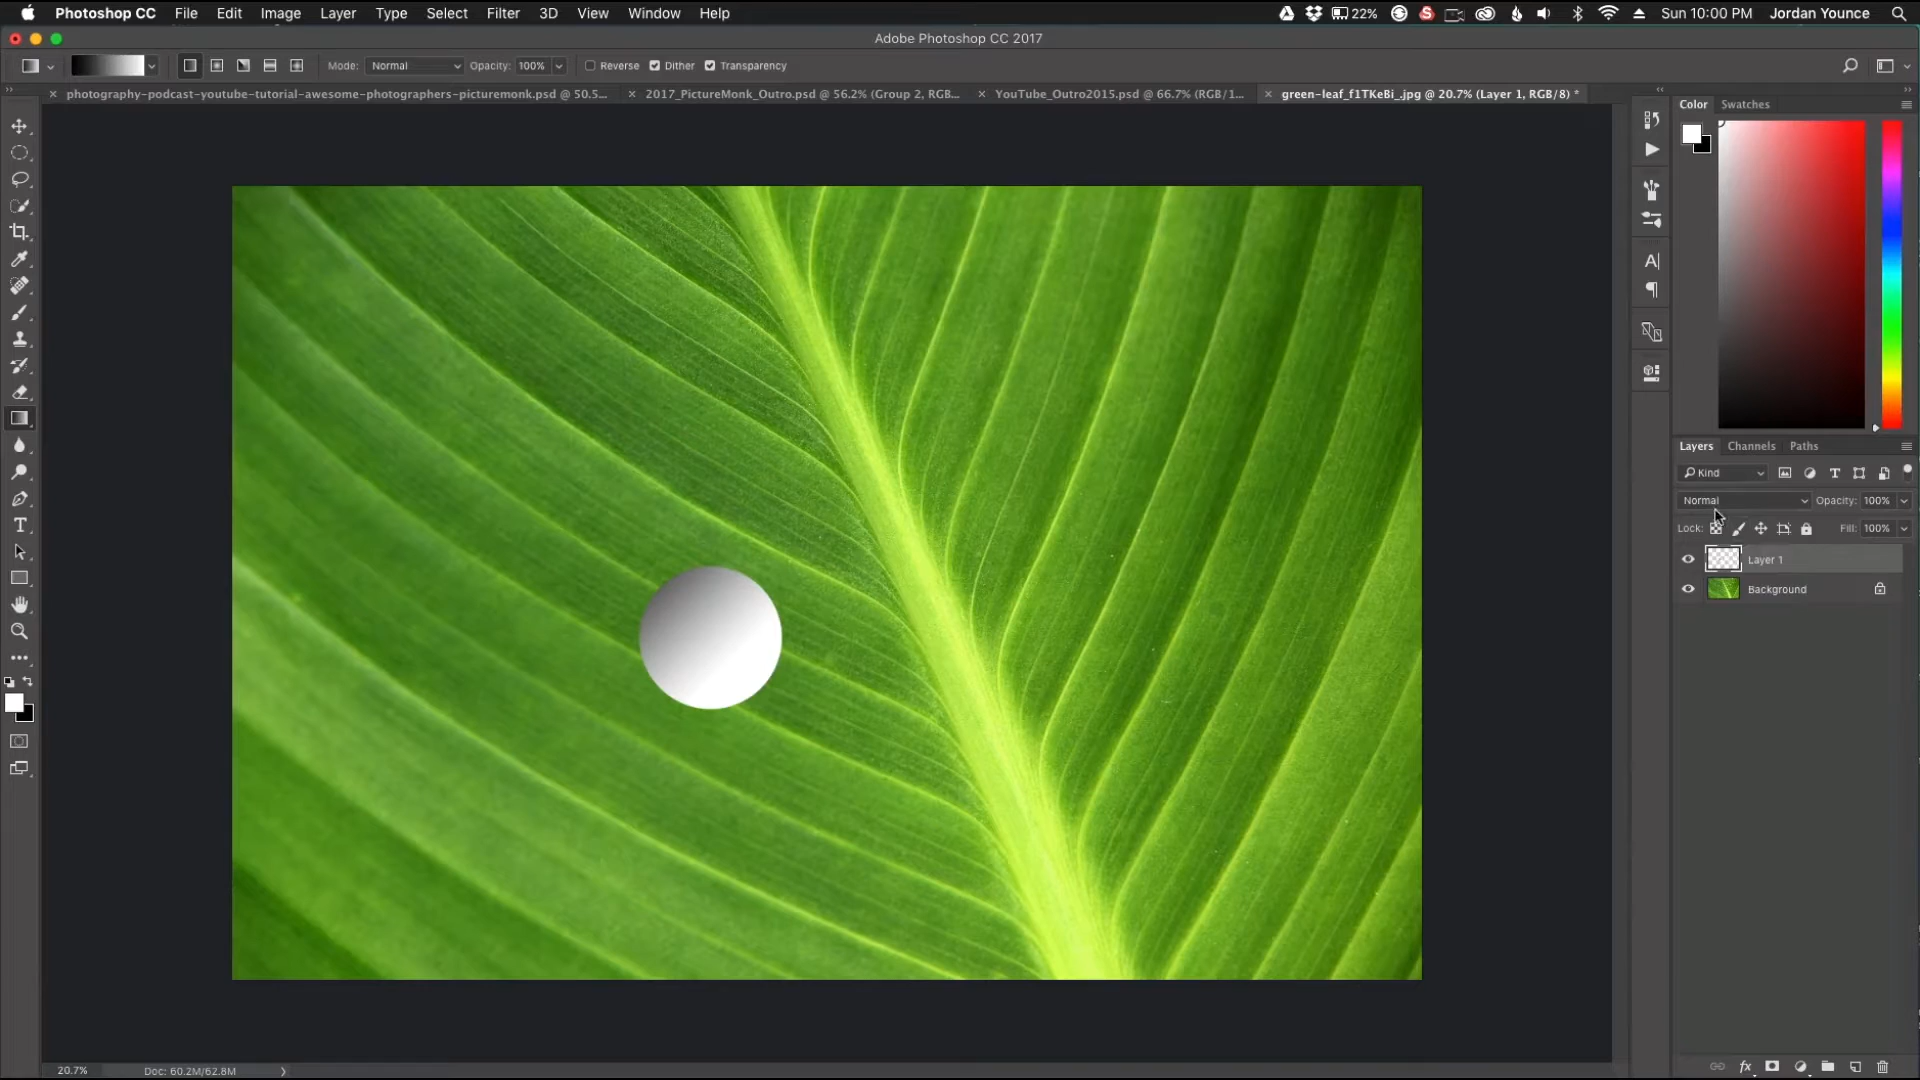 Photoshop CC File Edit Image Layer Type Select Filter 3D View Window Help 22% Sun 10:00 PM Jordan Younce
Adobe Photoshop CC 2017
Mode: Normal Opacity: 100% Reverse Dither Transparency
photography-podcast-youtube-tutorial-awesome-photographers-picturemonk.psd @ 50.5... 2017_PictureMonk_Outro.psd @ 56.2% (Group 2, RGB... YouTube_Outro2015.psd @ 66.7% (RGB/1... green-leaf_f1TKeBi_.jpg @ 20.7% (Layer 1, RGB/8) *
Color Swatches
Layers Channels Paths
Kind
Normal Opacity: 100%
Lock: Fill: 100%
Layer 1
Background
20.7% Doc: 60.2M/62.8M